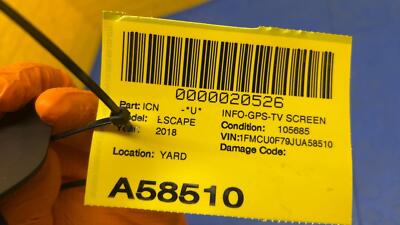 0000020526
Part: ICN -"U" INFO-GPS-TV SCREEN
Model: ESCAPE Condition: 105685
Year: 2018 VIN:1FMCU0F79JUA58510
Location: YARD Damage Code:
A58510